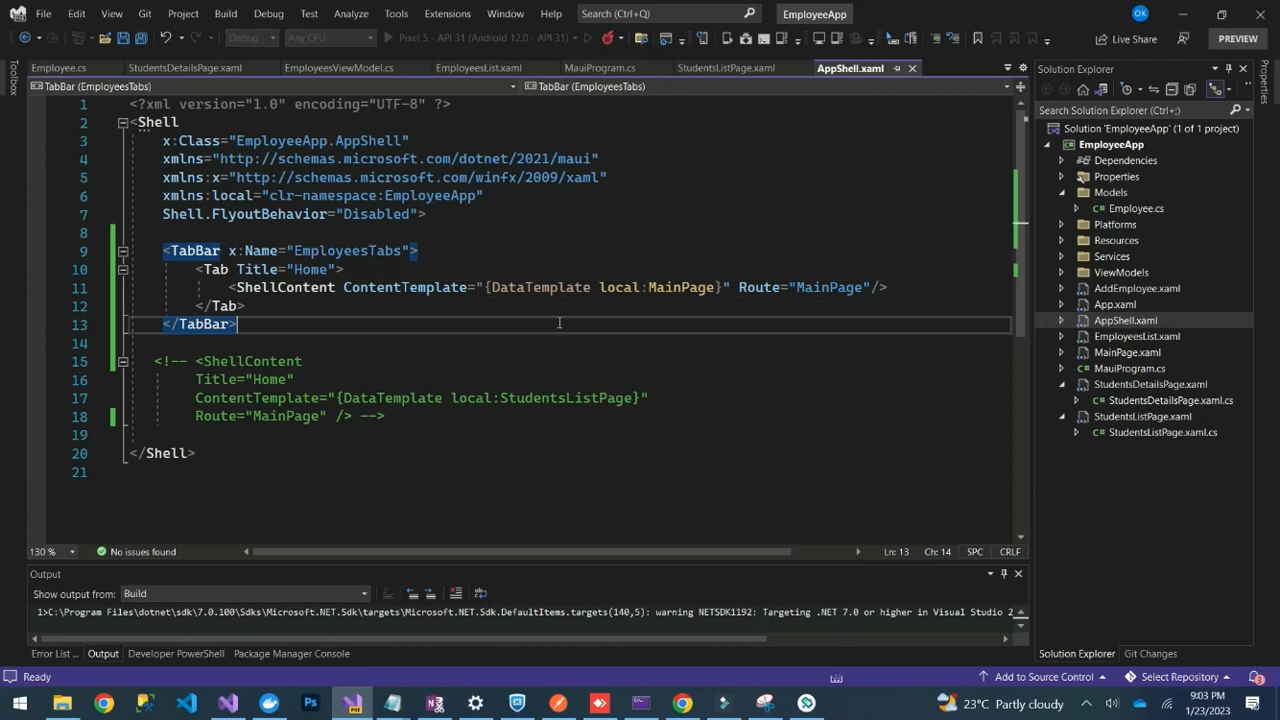 File Edit View Git Project Build Debug Test Analyze Tools Extensions Window Help Search (Ctrl+Q) EmployeeApp OK
Debug Any CPU Pixel 5 - API 31 (Android 12.0 - API 31) Live Share PREVIEW
Toolbox
Employee.cs StudentsDetailsPage.xaml EmployeesViewModel.cs EmployeesList.xaml MauiProgram.cs StudentsListPage.xaml AppShell.xaml
TabBar (EmployeesTabs) TabBar (EmployeesTabs)
1 <?xml version="1.0" encoding="UTF-8" ?>
2 <Shell
3 x:Class="EmployeeApp.AppShell"
4 xmlns="http://schemas.microsoft.com/dotnet/2021/maui"
5 xmlns:x="http://schemas.microsoft.com/winfx/2009/xaml"
6 xmlns:local="clr-namespace:EmployeeApp"
7 Shell.FlyoutBehavior="Disabled">
8
9 <TabBar x:Name="EmployeesTabs">
10 <Tab Title="Home">
11 <ShellContent ContentTemplate="{DataTemplate local:MainPage}" Route="MainPage"/>
12 </Tab>
13 </TabBar>
14
15 <!-- <ShellContent
16 Title="Home"
17 ContentTemplate="{DataTemplate local:StudentsListPage}"
18 Route="MainPage" /> -->
19
20 </Shell>
21
130 % No issues found Ln: 13 Ch: 14 SPC CRLF
Output
Show output from: Build
1>C:\Program Files\dotnet\sdk\7.0.100\Sdks\Microsoft.NET.Sdk\targets\Microsoft.NET.Sdk.DefaultItems.targets(140,5): warning NETSDK1192: Targeting .NET 7.0 or higher in Visual Studio 2
Error List ... Output Developer PowerShell Package Manager Console
Solution Explorer
Properties
Search Solution Explorer (Ctrl+;)
Solution 'EmployeeApp' (1 of 1 project)
EmployeeApp
Dependencies
Properties
Models
C# Employee.cs
Platforms
Resources
Services
ViewModels
AddEmployee.xaml
App.xaml
AppShell.xaml
EmployeesList.xaml
MainPage.xaml
C# MauiProgram.cs
StudentsDetailsPage.xaml
StudentsDetailsPage.xaml.cs
StudentsListPage.xaml
C# StudentsListPage.xaml.cs
Solution Explorer Git Changes
Ready Add to Source Control Select Repository 3
23°C Partly cloudy 9:03 PM
1/23/2023